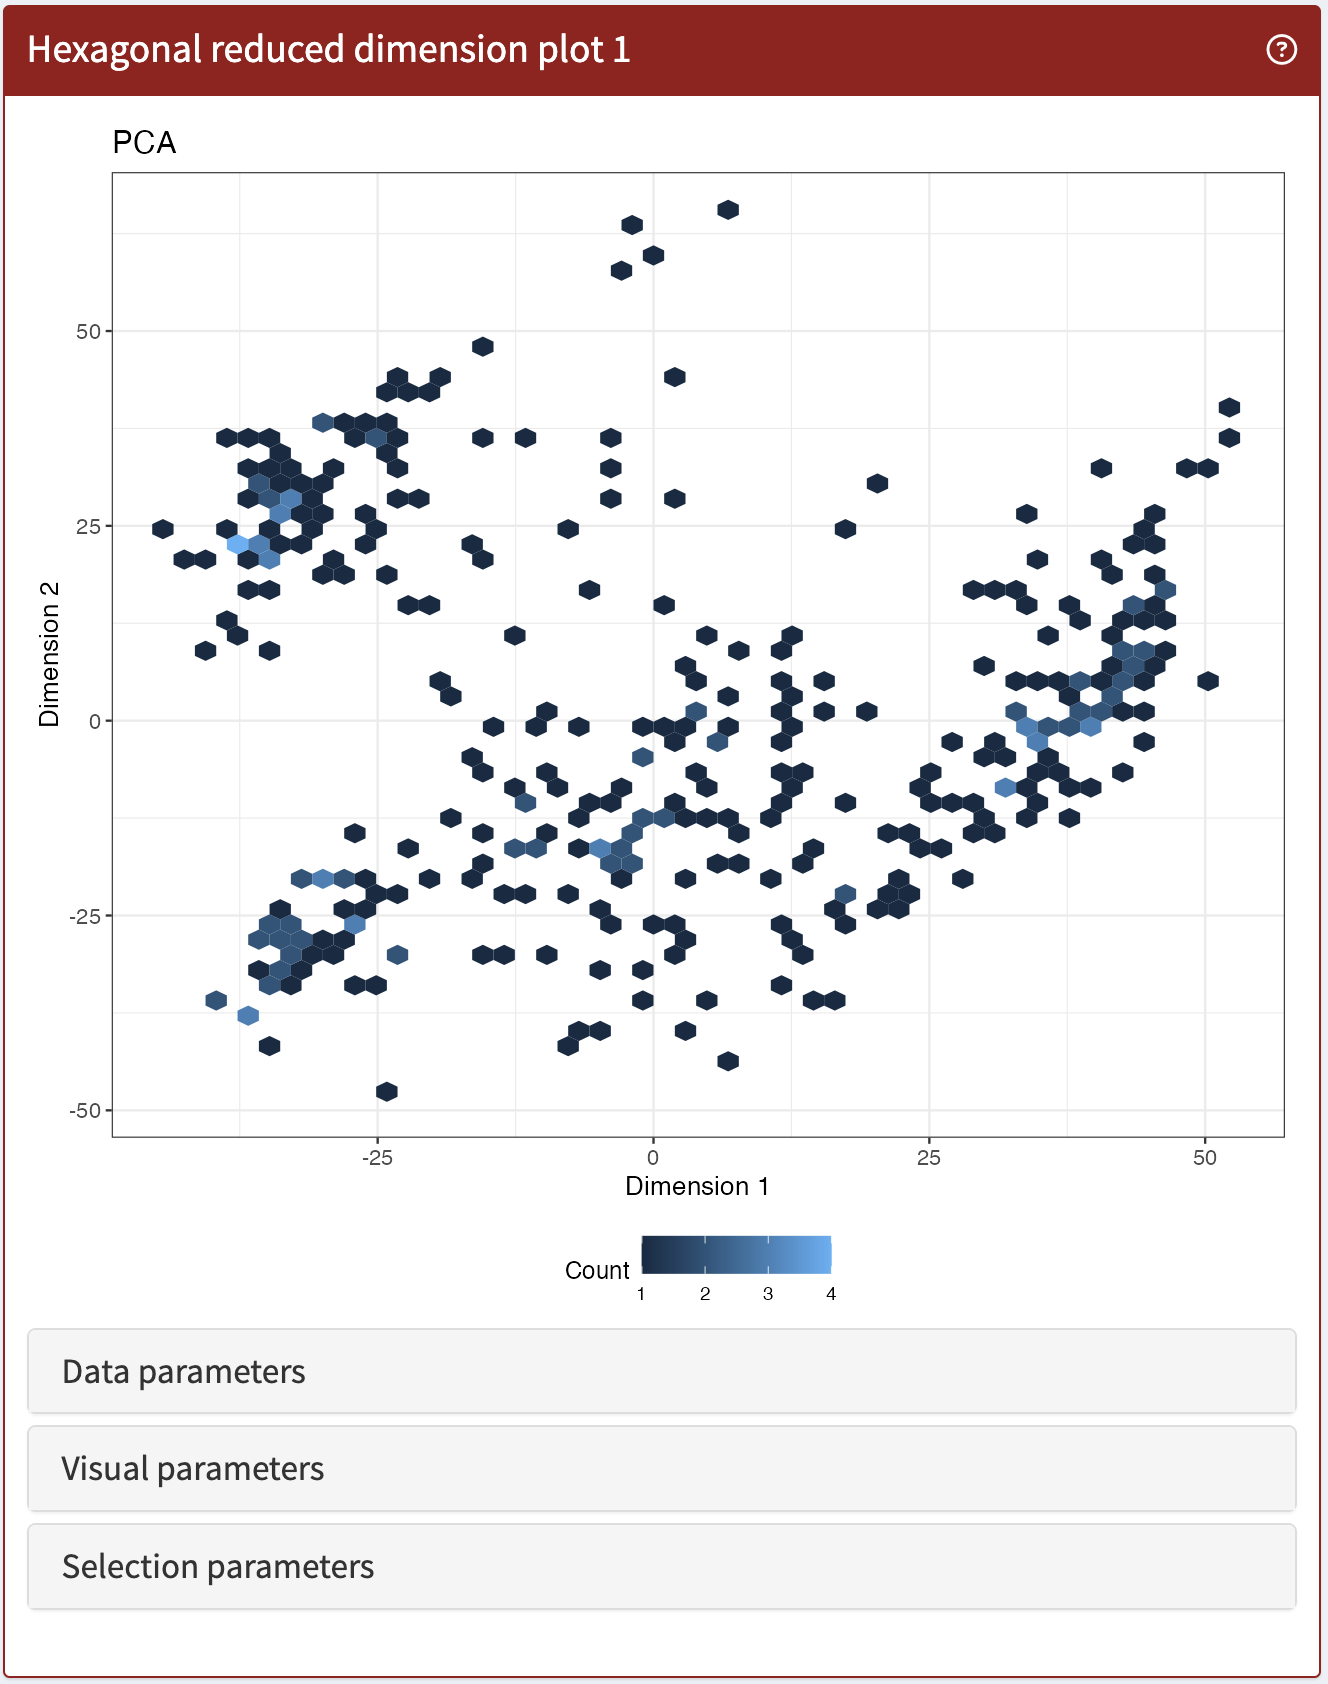 Hexagonal reduced dimension plot 1
?
PCA
50
25
0
-25
-50
Dimension 2
-25 0 25 50
Dimension 1
Count
1 2 3 4
Data parameters
Visual parameters
Selection parameters